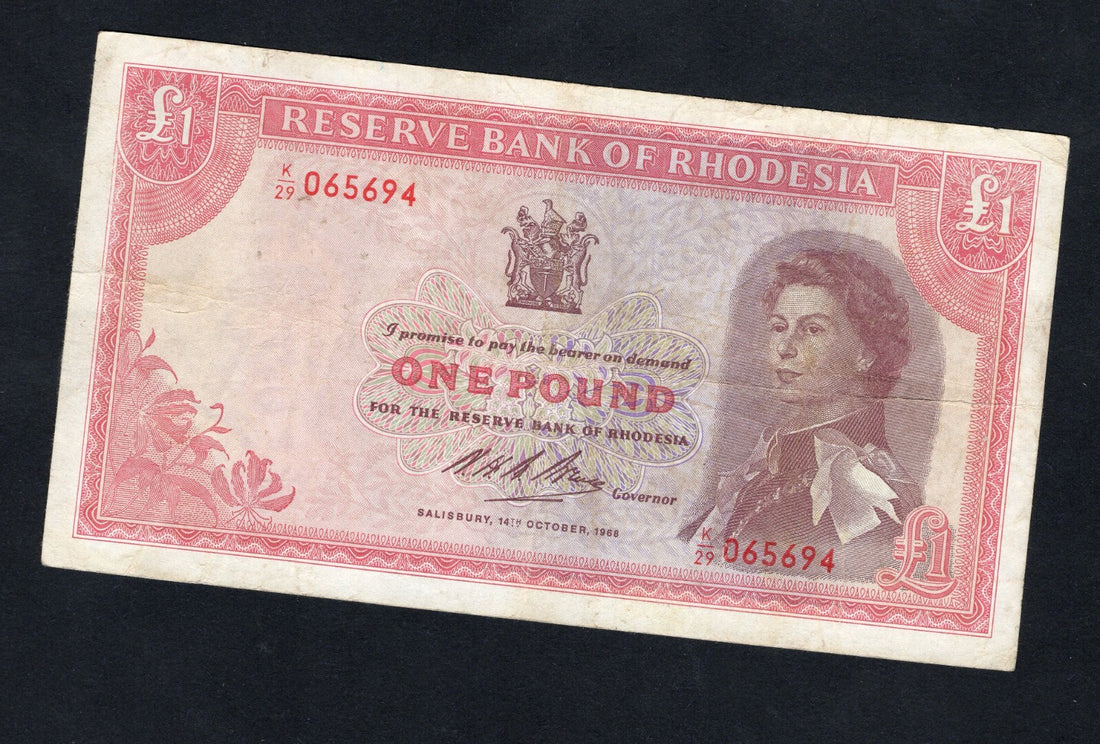 £1
RESERVE BANK OF RHODESIA
£1
K/29 065694
I promise to pay the bearer on demand
ONE POUND
FOR THE RESERVE BANK OF RHODESIA
Governor
SALISBURY, 14TH OCTOBER, 1968
K/29 065694
£1